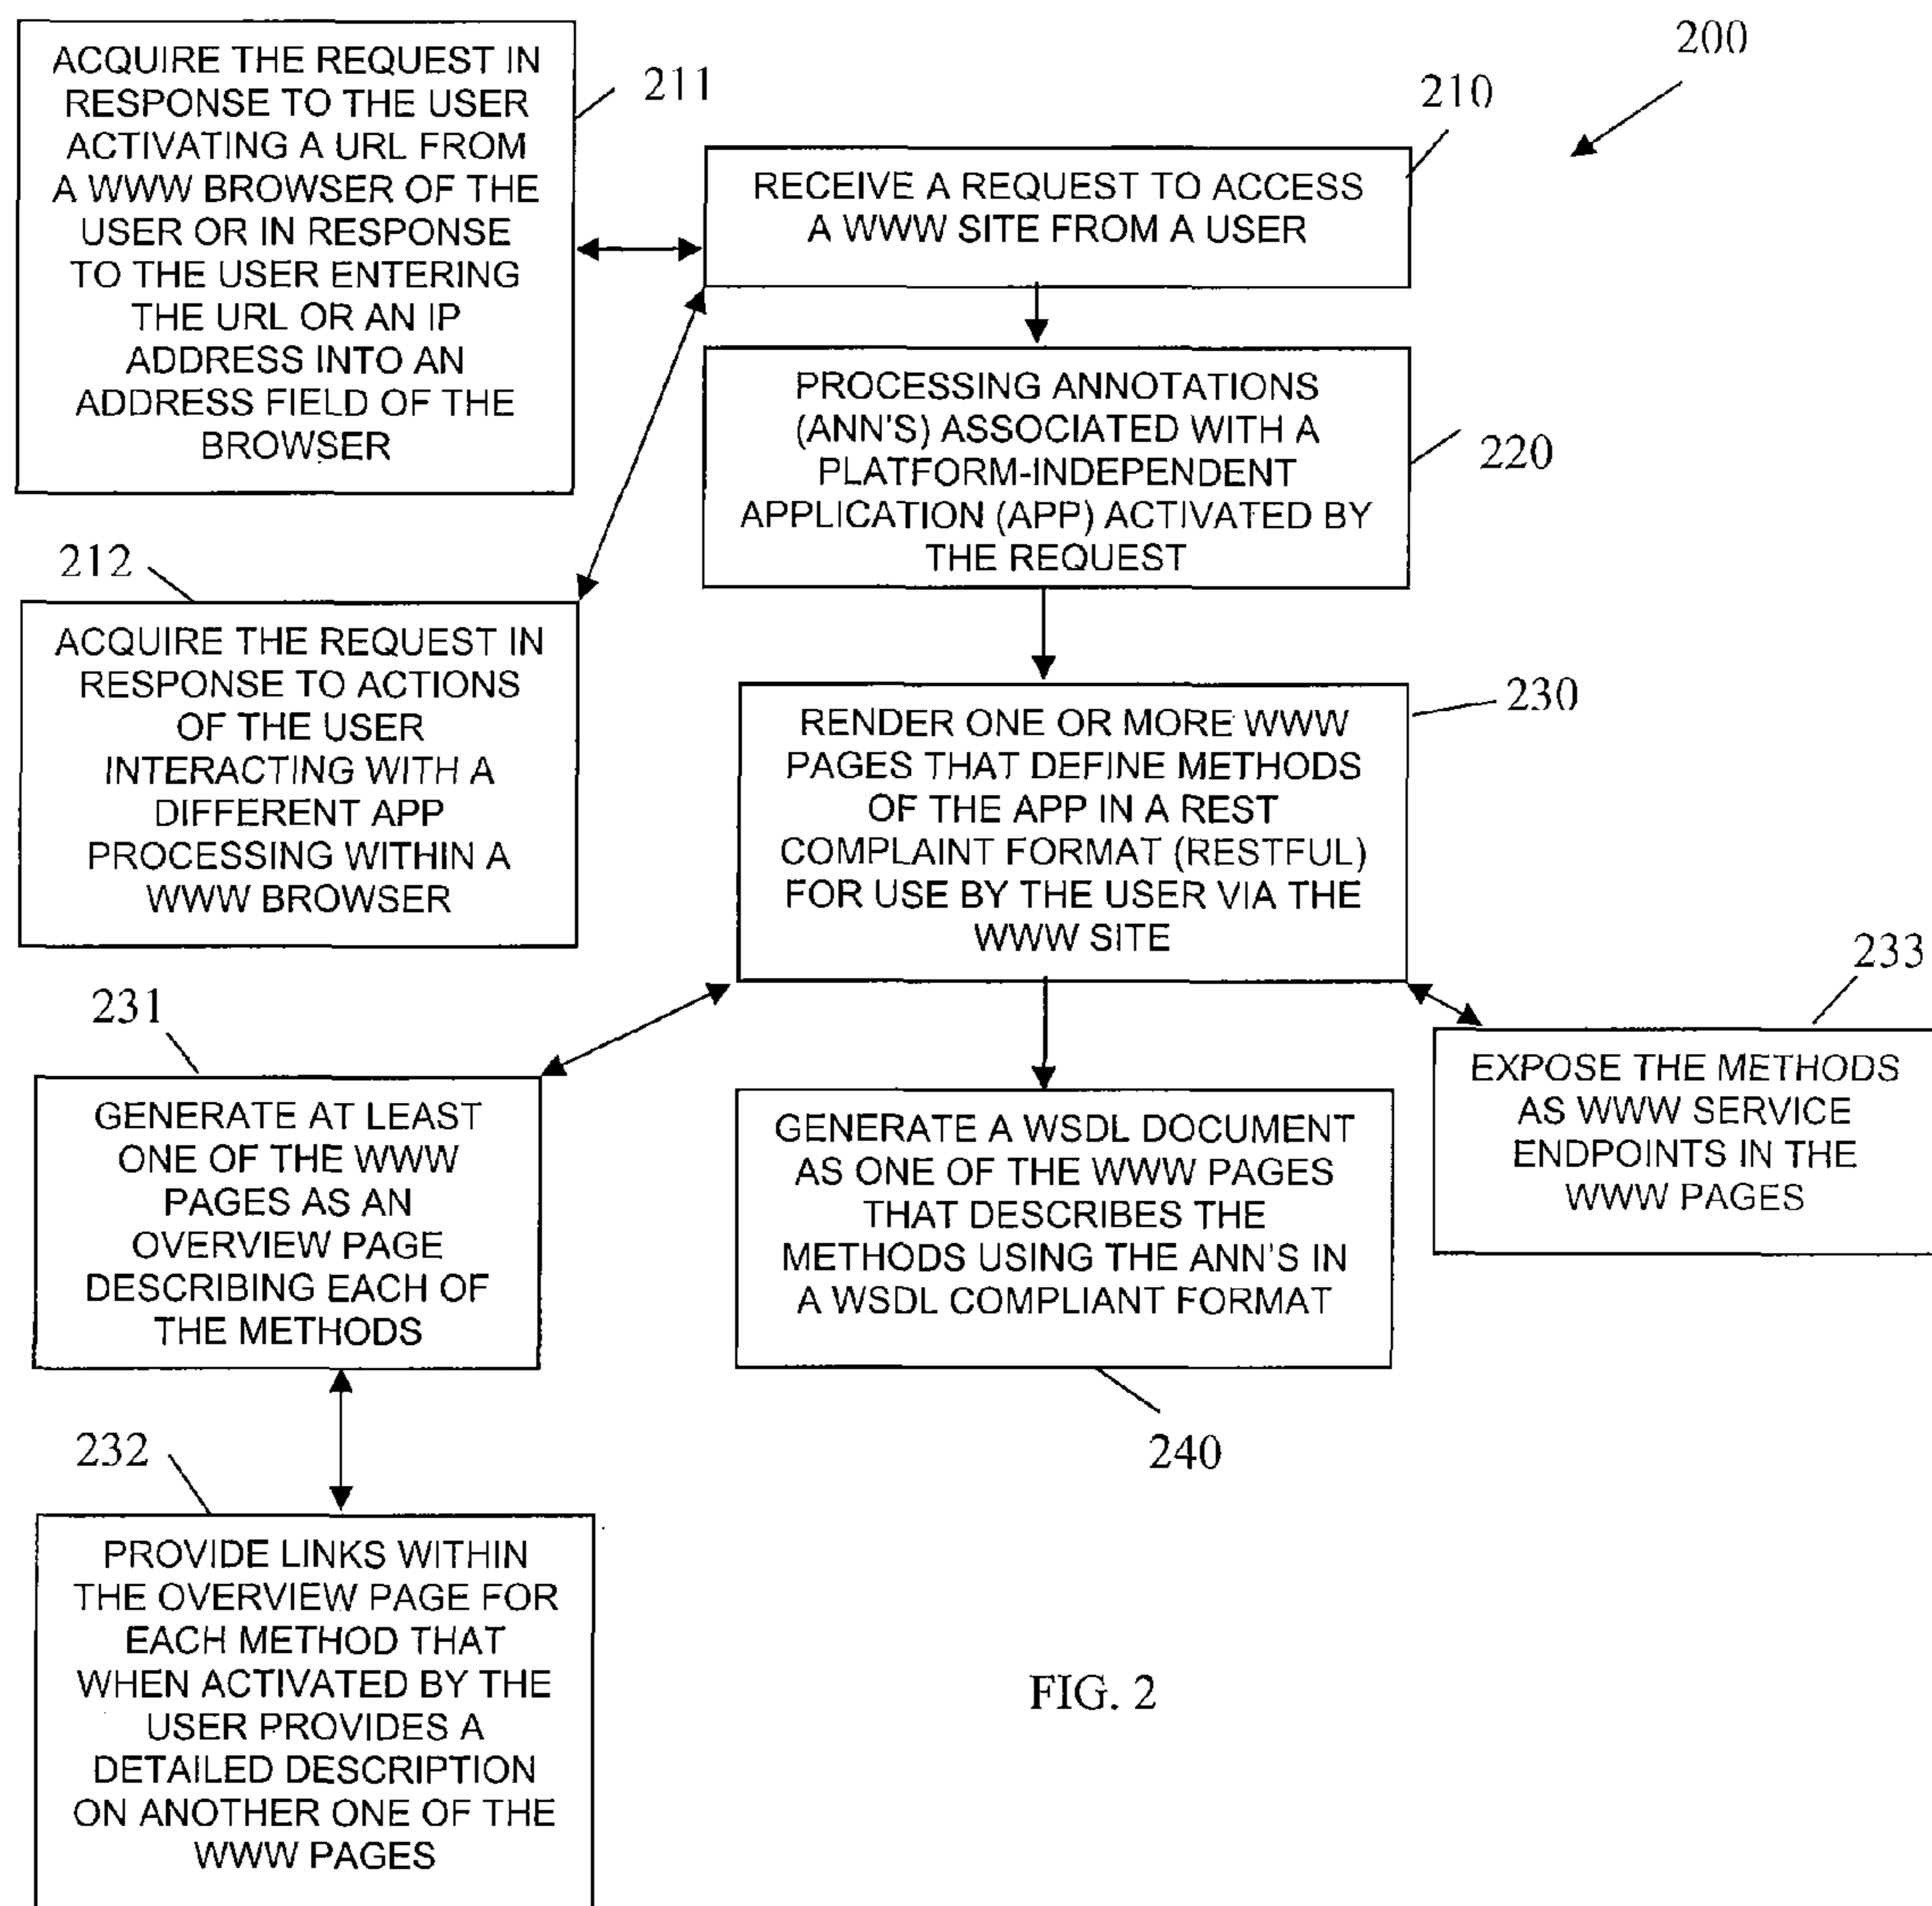 200
211
ACQUIRE THE REQUEST IN
RESPONSE TO THE USER
ACTIVATING A URL FROM
A WWW BROWSER OF THE
USER OR IN RESPONSE
TO THE USER ENTERING
THE URL OR AN IP
ADDRESS INTO AN
ADDRESS FIELD OF THE
BROWSER
210
RECEIVE A REQUEST TO ACCESS
A WWW SITE FROM A USER
220
PROCESSING ANNOTATIONS
(ANN'S) ASSOCIATED WITH A
PLATFORM-INDEPENDENT
APPLICATION (APP) ACTIVATED BY
THE REQUEST
212
ACQUIRE THE REQUEST IN
RESPONSE TO ACTIONS
OF THE USER
INTERACTING WITH A
DIFFERENT APP
PROCESSING WITHIN A
WWW BROWSER
230
RENDER ONE OR MORE WWW
PAGES THAT DEFINE METHODS
OF THE APP IN A REST
COMPLAINT FORMAT (RESTFUL)
FOR USE BY THE USER VIA THE
WWW SITE
233
EXPOSE THE METHODS
AS WWW SERVICE
ENDPOINTS IN THE
WWW PAGES
231
GENERATE AT LEAST
ONE OF THE WWW
PAGES AS AN
OVERVIEW PAGE
DESCRIBING EACH OF
THE METHODS
GENERATE A WSDL DOCUMENT
AS ONE OF THE WWW PAGES
THAT DESCRIBES THE
METHODS USING THE ANN'S IN
A WSDL COMPLIANT FORMAT
240
232
PROVIDE LINKS WITHIN
THE OVERVIEW PAGE FOR
EACH METHOD THAT
WHEN ACTIVATED BY THE
USER PROVIDES A
DETAILED DESCRIPTION
ON ANOTHER ONE OF THE
WWW PAGES
FIG. 2